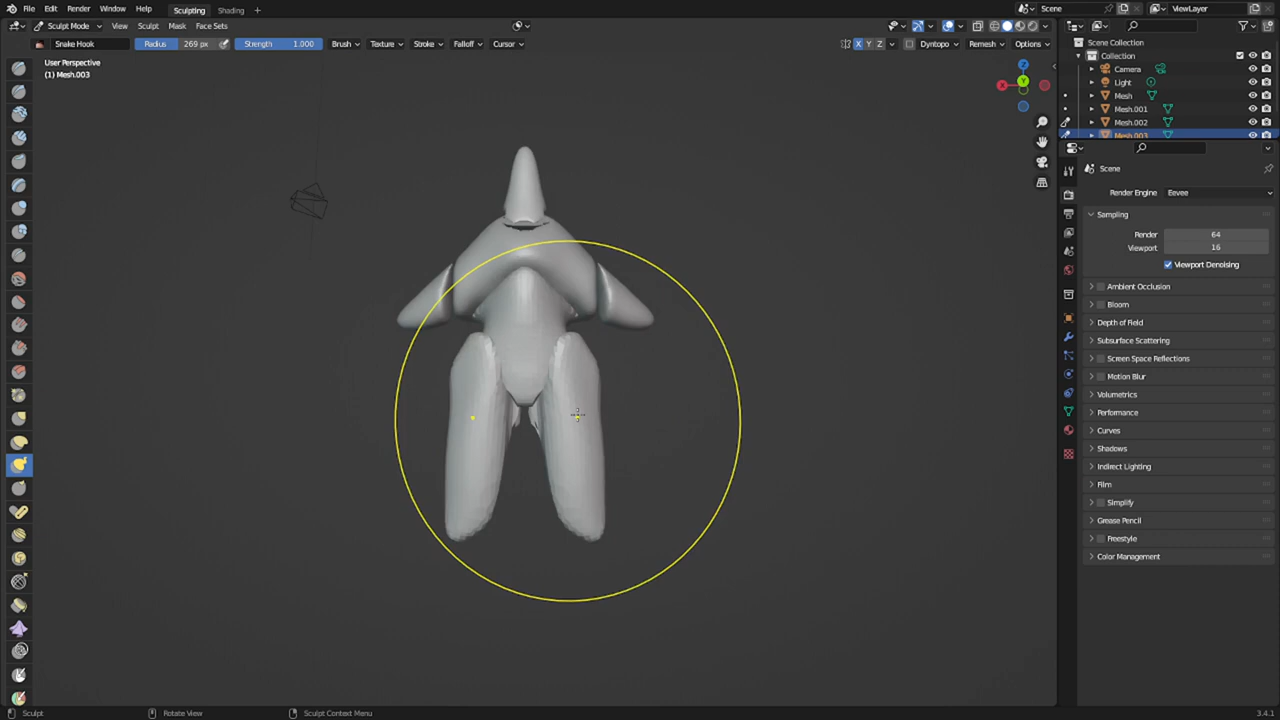 File Edit Render Window Help Sculpting Shading + Scene ViewLayer
Sculpt Mode View Sculpt Mask Face Sets
Snake Hook Radius 269 px Strength 1.000 Brush Texture Stroke Falloff Cursor X Y Z Dyntopo Remesh Options
User Perspective
(1) Mesh.003
Z
Y
X
Scene Collection
Collection
Camera
Light
Mesh
Mesh.001
Mesh.002
Mesh.003
Scene
Render Engine Eevee
Sampling
Render 64
Viewport 16
Viewport Denoising
Ambient Occlusion
Bloom
Depth of Field
Subsurface Scattering
Screen Space Reflections
Motion Blur
Volumetrics
Performance
Curves
Shadows
Indirect Lighting
Film
Simplify
Grease Pencil
Freestyle
Color Management
Sculpt Rotate View Sculpt Context Menu 3.4.1